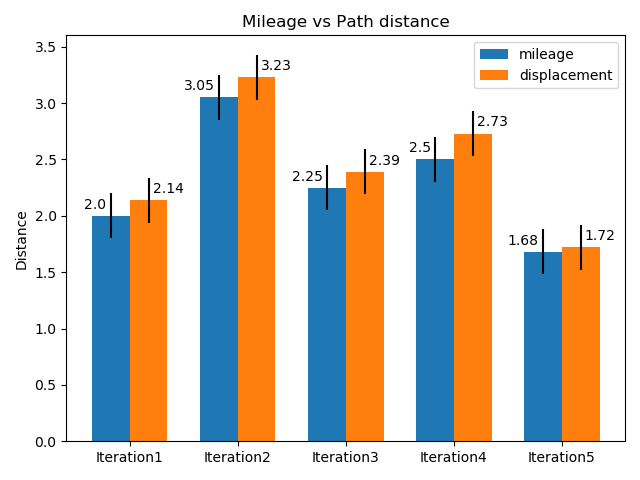 Mileage vs Path distance
mileage
displacement
Distance
3.5
3.0
2.5
2.0
1.5
1.0
0.5
0.0
2.0
2.14
3.05
3.23
2.25
2.39
2.5
2.73
1.68
1.72
Iteration1
Iteration2
Iteration3
Iteration4
Iteration5